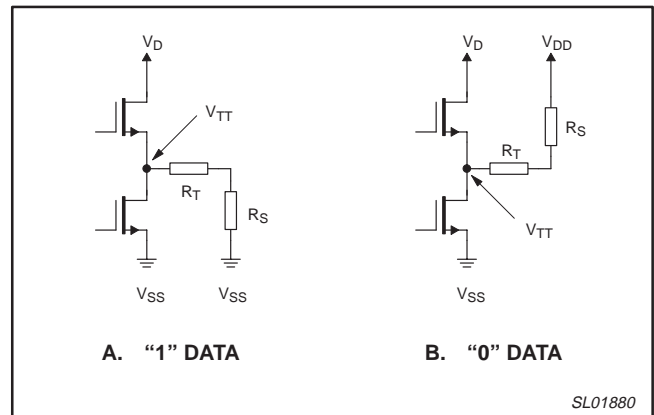 V_D V_D V_DD
V_TT
R_S
R_T R_T
R_S V_TT
V_SS V_SS V_SS
A. “1” DATA B. “0” DATA
SL01880